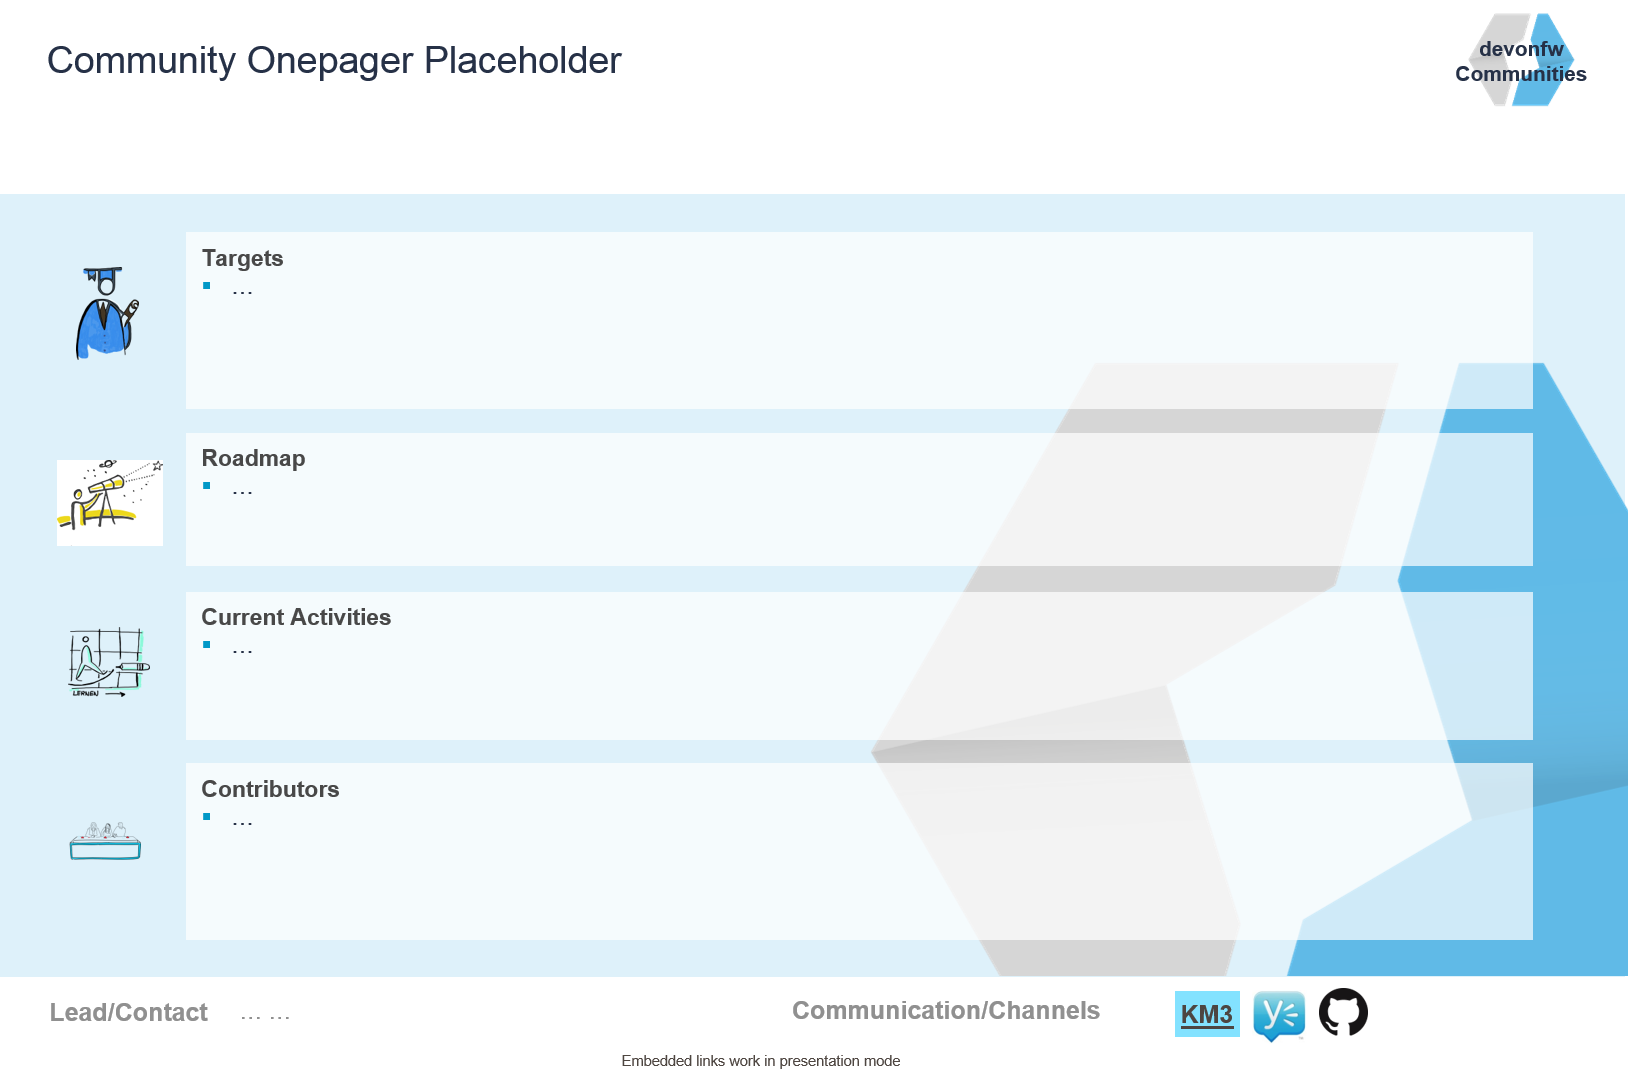 Community Onepager Placeholder
devonfw
Communities
Targets
...
Roadmap
...
Current Activities
...
LERNEN
Contributors
...
Lead/Contact ... ...
Communication/Channels KM3
Embedded links work in presentation mode